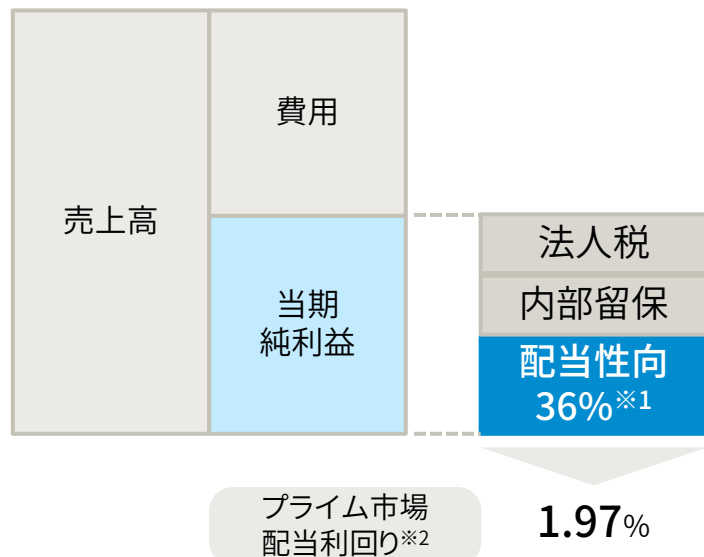 売上高
費用
当期
純利益
法人税
内部留保
配当性向
36%※1
プライム市場
配当利回り※2
1.97%